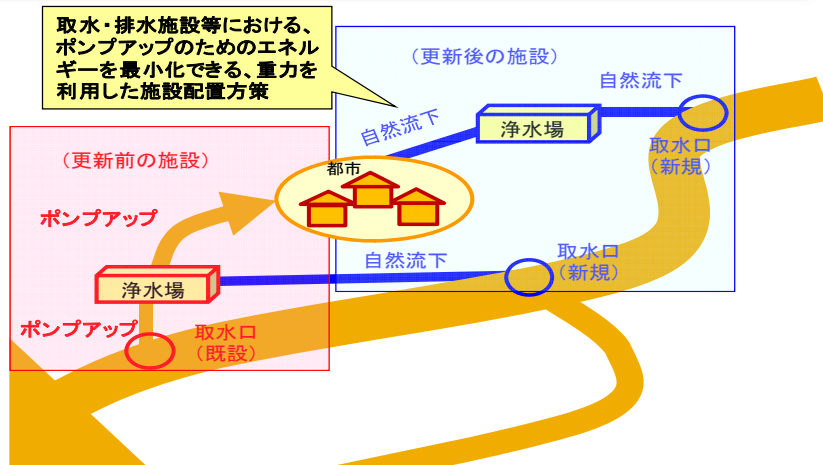 取水・排水施設等における、
ポンプアップのためのエネル
ギーを最小化できる、重力を
利用した施設配置方策
（更新後の施設）
自然流下
自然流下
浄水場
取水口
（新規）
（更新前の施設）
都市
ポンプアップ
自然流下
取水口
（新規）
浄水場
ポンプアップ
取水口
（既設）